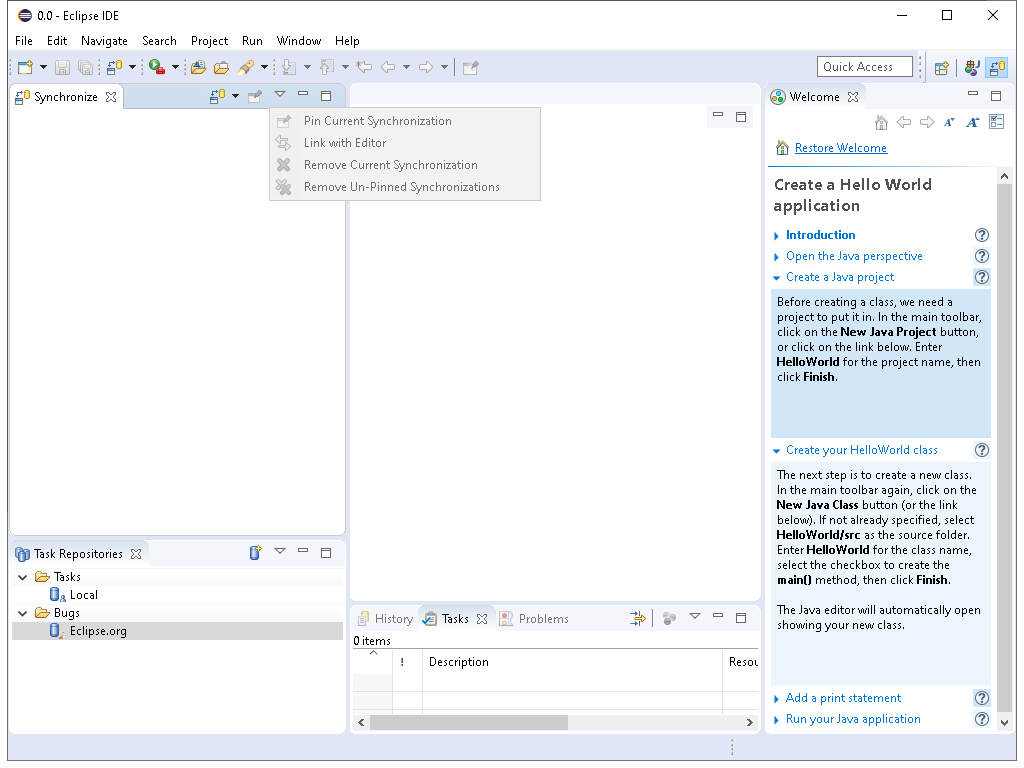 0.0 - Eclipse IDE
File Edit Navigate Search Project Run Window Help
Quick Access
Synchronize
Pin Current Synchronization
Link with Editor
Remove Current Synchronization
Remove Un-Pinned Synchronizations
Task Repositories
Tasks
Local
Bugs
Eclipse.org
History Tasks Problems
0 items
! Description Resou
Welcome
A A
Restore Welcome
Create a Hello World
application
Introduction
Open the Java perspective
Create a Java project
Before creating a class, we need a
project to put it in. In the main toolbar,
click on the New Java Project button,
or click on the link below. Enter
HelloWorld for the project name, then
click Finish.
Create your HelloWorld class
The next step is to create a new class.
In the main toolbar again, click on the
New Java Class button (or the link
below). If not already specified, select
HelloWorld/src as the source folder.
Enter HelloWorld for the class name,
select the checkbox to create the
main() method, then click Finish.
The Java editor will automatically open
showing your new class.
Add a print statement
Run your Java application